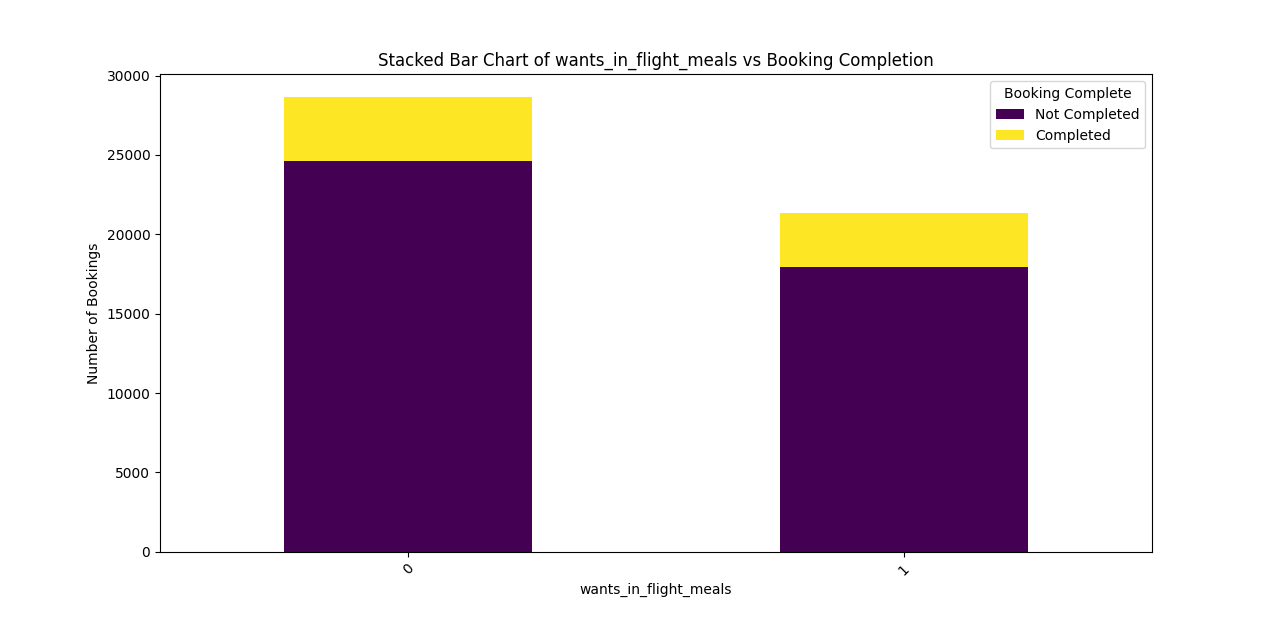 Stacked Bar Chart of wants_in_flight_meals vs Booking Completion
Booking Complete
Not Completed
Completed
Number of Bookings
30000
25000
20000
15000
10000
5000
0
0
1
wants_in_flight_meals